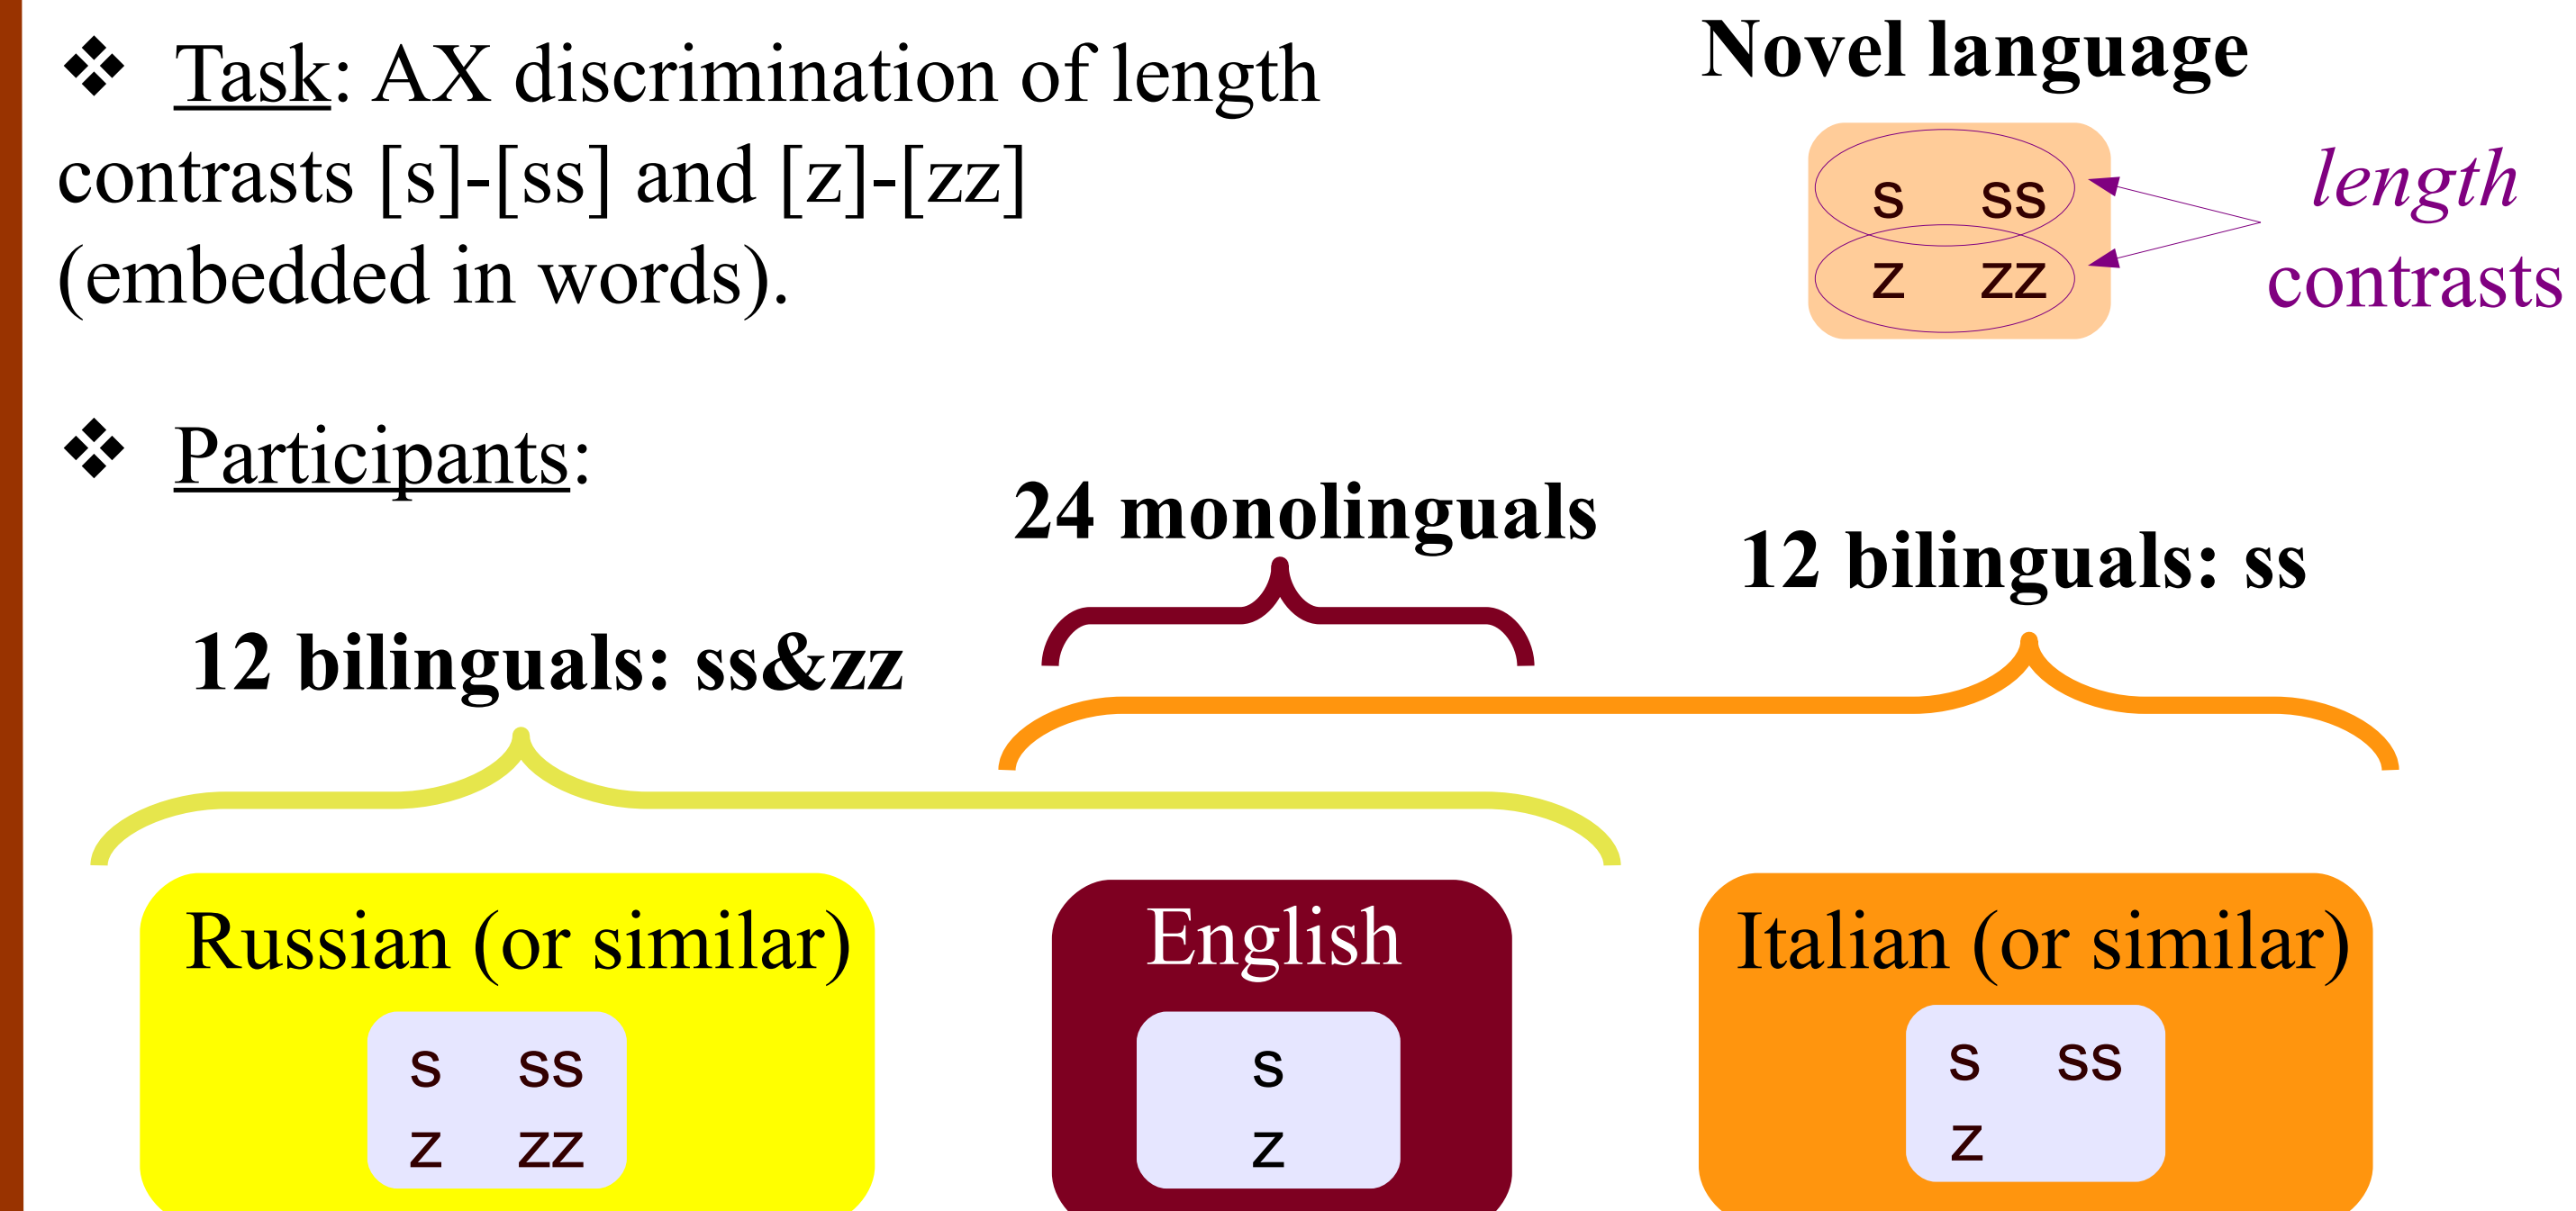 ❖ Task: AX discrimination of length
contrasts [s]-[ss] and [z]-[zz]
(embedded in words).
Novel language
s ss
z zz
length
contrasts
❖ Participants:
24 monolinguals
12 bilinguals: ss
12 bilinguals: ss&zz
Russian (or similar)
s ss
z zz
English
s
z
Italian (or similar)
s ss
z